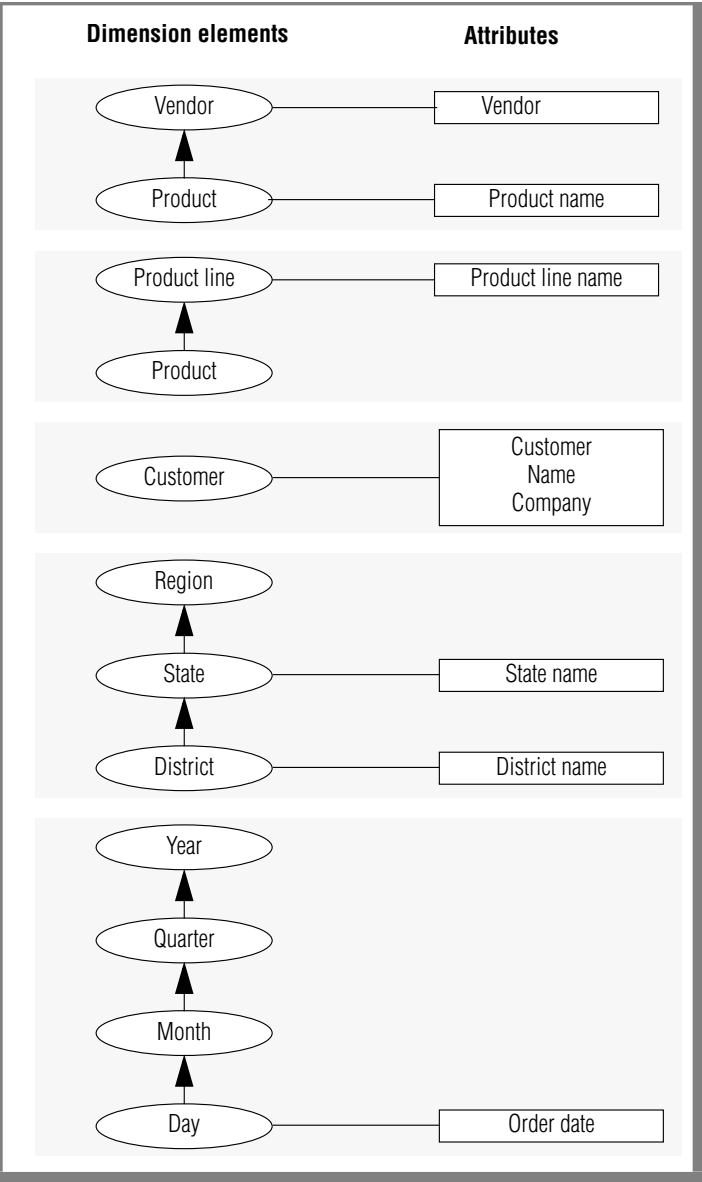 Dimension elements
Attributes
Vendor
Vendor
Product
Product name
Product line
Product line name
Product
Customer
Customer
Name
Company
Region
State
State name
District
District name
Year
Quarter
Month
Day
Order date